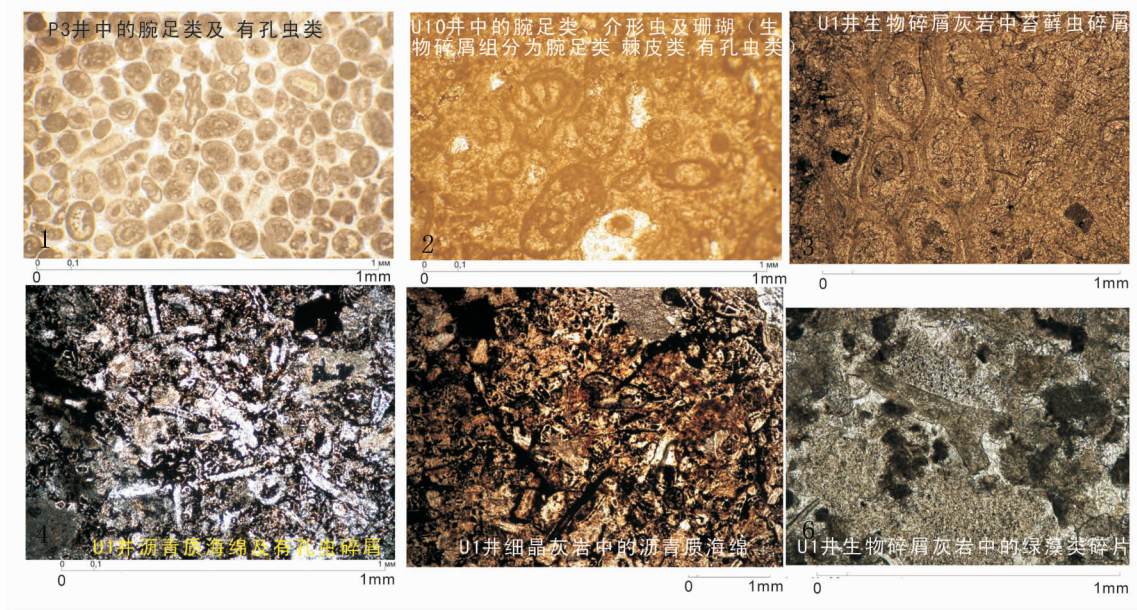 P3井中的腕足类及 有孔虫类
1
0 0.1 1 мм
0 1mm
U10井中的腕足类、介形虫及珊瑚（生
物碎屑组分为腕足类.棘皮类.有孔虫类）
2
0 0,1 1 мм
0 1mm
U1井生物碎屑灰岩中苔藓虫碎屑
3
0 1mm
4
U1井沥青质海绵及有孔虫碎屑
0 0,1 1 мм
0 1mm
U1井细晶灰岩中的沥青质海绵
0 1mm
6
U1井生物碎屑灰岩中的绿藻类碎片
0 1mm